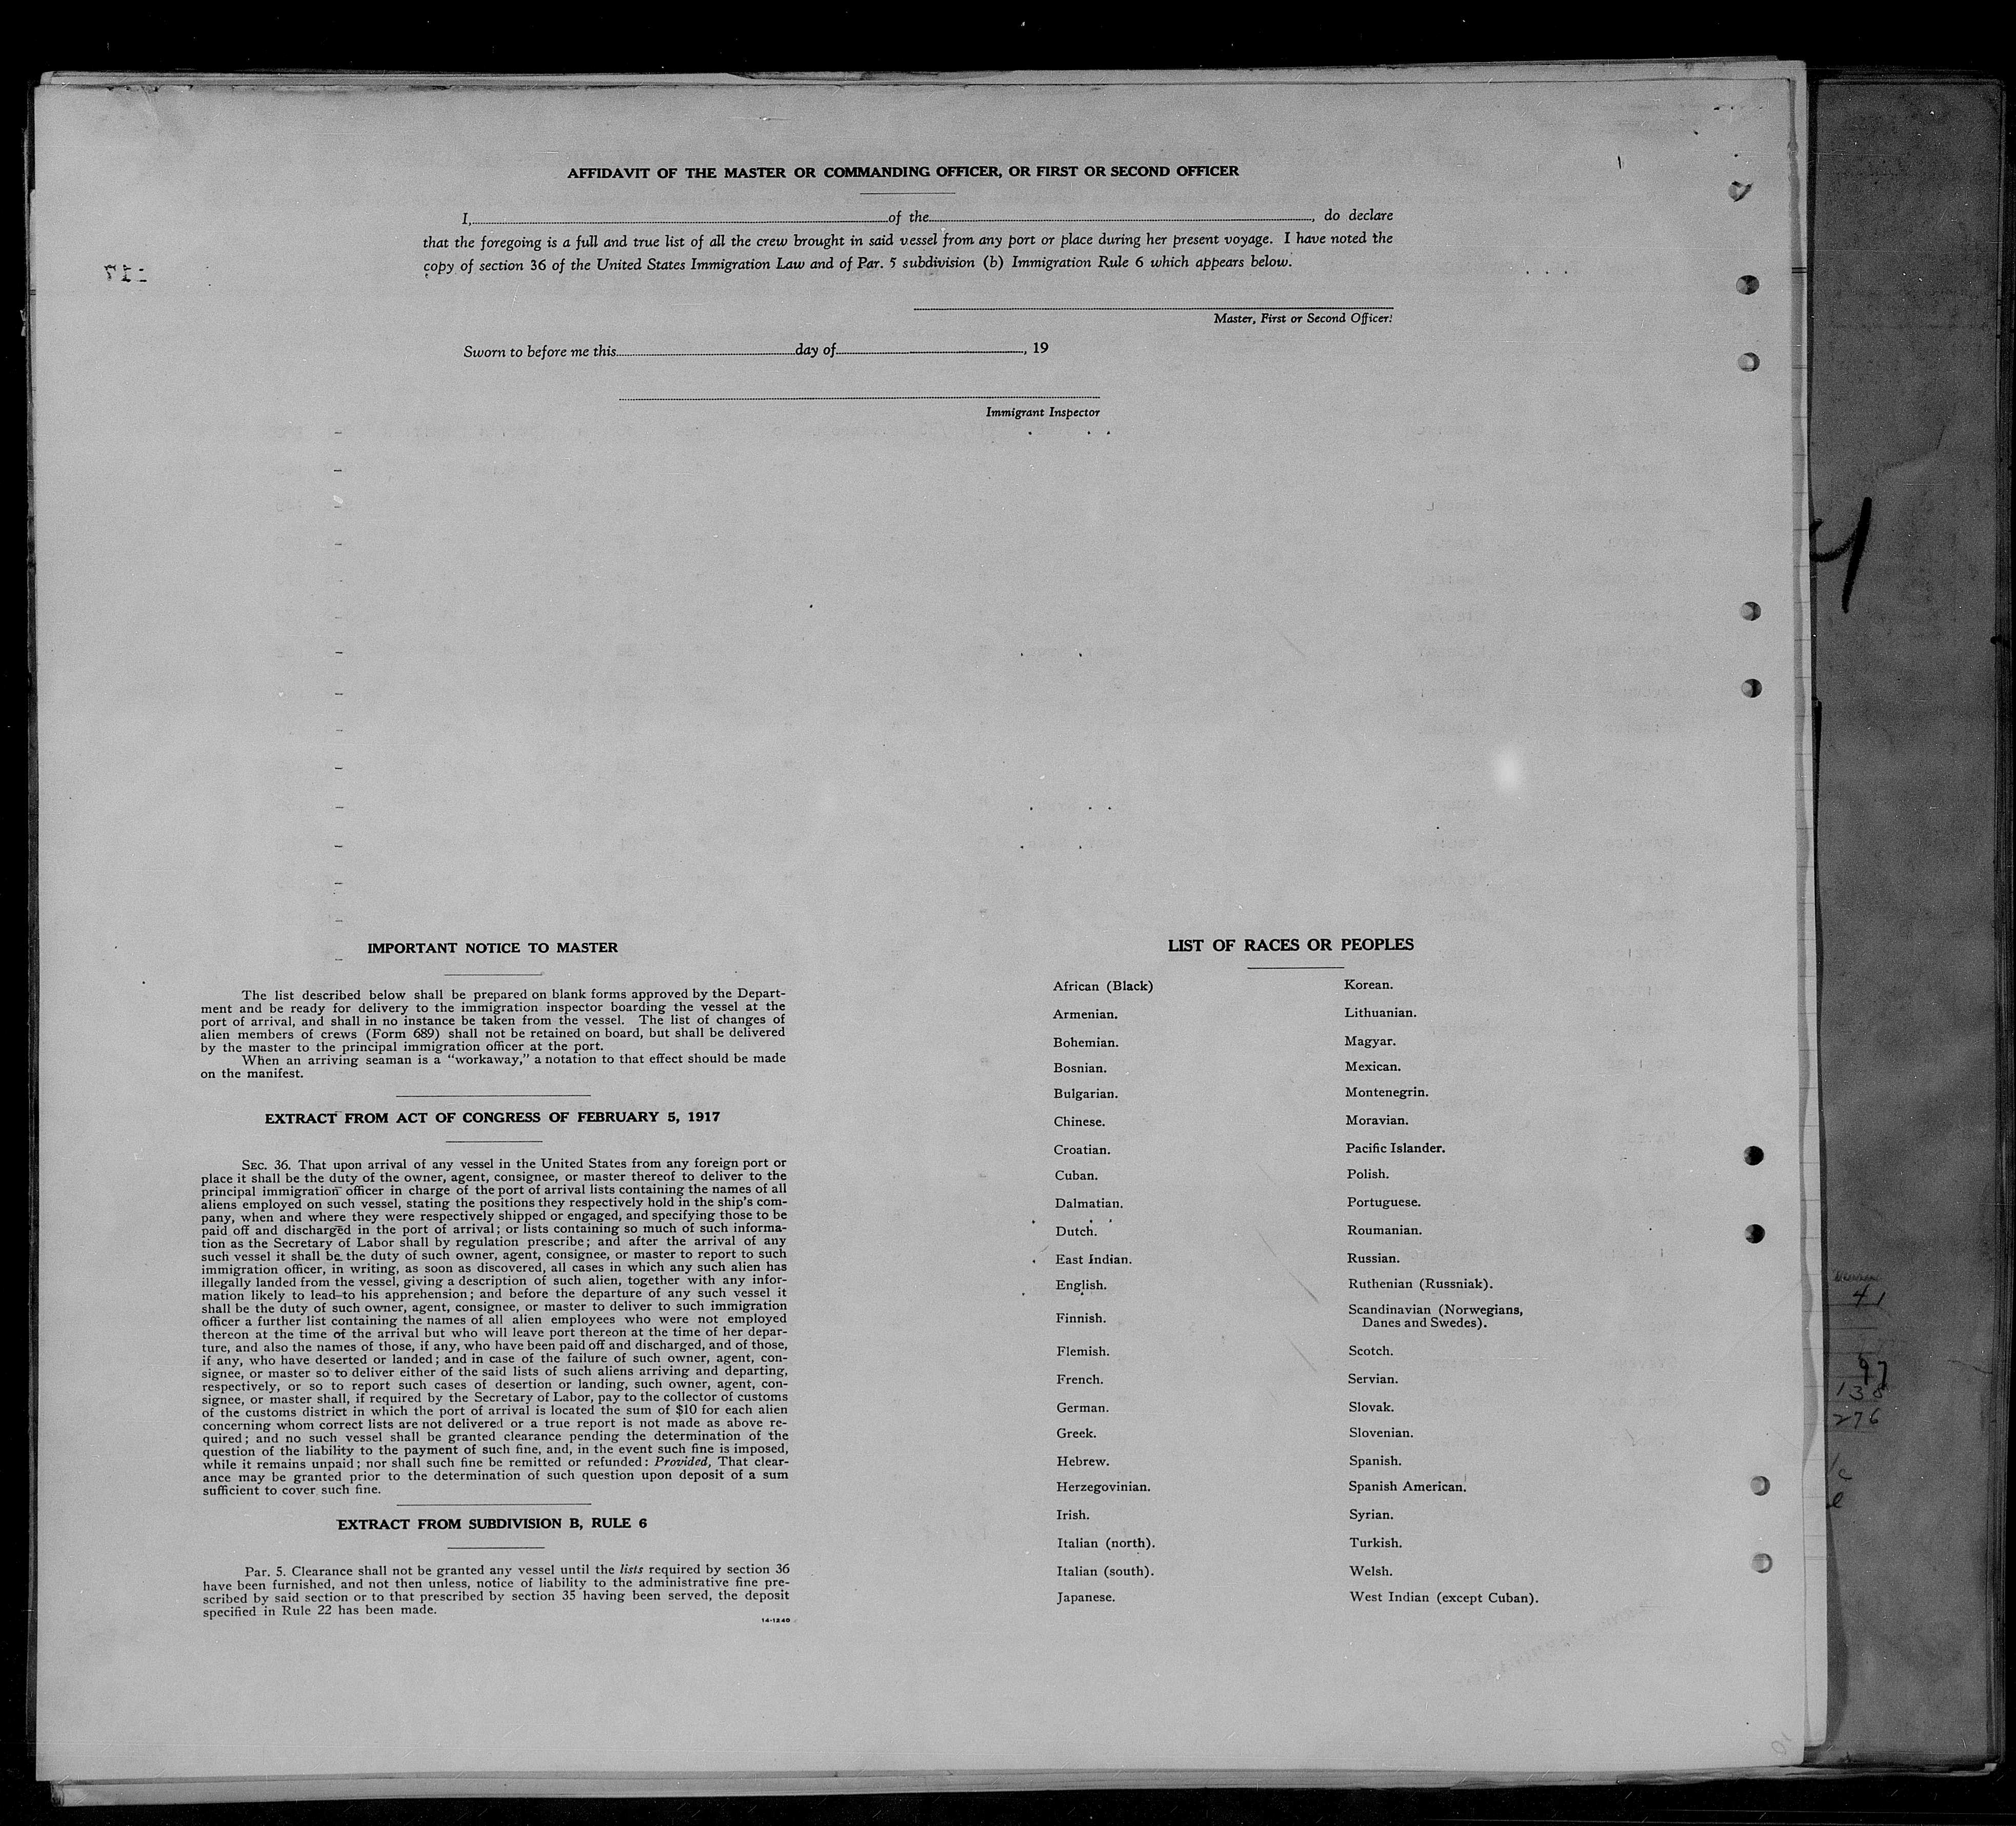 AFFIDAVIT OF THE MASTER OR COMMANDING OFFICER, OR FIRST OR SECOND OFFICER
I, of the , do declare
that the foregoing is a full and true list of all the crew brought in said vessel from any port or place during her present voyage. I have noted the
copy of section 36 of the United States Immigration Law and of Par. 5 subdivision (b) Immigration Rule 6 which appears below.
Master, First or Second Officer.
Sworn to before me this day of , 19
Immigrant Inspector
IMPORTANT NOTICE TO MASTER
The list described below shall be prepared on blank forms approved by the Depart-
ment and be ready for delivery to the immigration inspector boarding the vessel at the
port of arrival, and shall in no instance be taken from the vessel. The list of changes of
alien members of crews (Form 689) shall not be retained on board, but shall be delivered
by the master to the principal immigration officer at the port.
When an arriving seaman is a "workaway," a notation to that effect should be made
on the manifest.
EXTRACT FROM ACT OF CONGRESS OF FEBRUARY 5, 1917
SEC. 36. That upon arrival of any vessel in the United States from any foreign port or
place it shall be the duty of the owner, agent, consignee, or master thereof to deliver to the
principal immigration officer in charge of the port of arrival lists containing the names of all
aliens employed on such vessel, stating the positions they respectively hold in the ship's com-
pany, when and where they were respectively shipped or engaged, and specifying those to be
paid off and discharged in the port of arrival; or lists containing so much of such informa-
tion as the Secretary of Labor shall by regulation prescribe; and after the arrival of any
such vessel it shall be the duty of such owner, agent, consignee, or master to report to such
immigration officer, in writing, as soon as discovered, all cases in which any such alien has
illegally landed from the vessel, giving a description of such alien, together with any infor-
mation likely to lead to his apprehension; and before the departure of any such vessel it
shall be the duty of such owner, agent, consignee, or master to deliver to such immigration
officer a further list containing the names of all alien employees who were not employed
thereon at the time of the arrival but who will leave port thereon at the time of her depar-
ture, and also the names of those, if any, who have been paid off and discharged, and of those,
if any, who have deserted or landed; and in case of the failure of such owner, agent, con-
signee, or master so to deliver either of the said lists of such aliens arriving and departing,
respectively, or so to report such cases of desertion or landing, such owner, agent, con-
signee, or master shall, if required by the Secretary of Labor, pay to the collector of customs
of the customs district in which the port of arrival is located the sum of $10 for each alien
concerning whom correct lists are not delivered or a true report is not made as above re-
quired; and no such vessel shall be granted clearance pending the determination of the
question of the liability to the payment of such fine, and, in the event such fine is imposed,
while it remains unpaid; nor shall such fine be remitted or refunded: Provided, That clear-
ance may be granted prior to the determination of such question upon deposit of a sum
sufficient to cover such fine.
EXTRACT FROM SUBDIVISION B, RULE 6
Par. 5. Clearance shall not be granted any vessel until the lists required by section 36
have been furnished, and not then unless, notice of liability to the administrative fine pre-
scribed by said section or to that prescribed by section 35 having been served, the deposit
specified in Rule 22 has been made.
14-1240
LIST OF RACES OR PEOPLES
African (Black)
Armenian.
Bohemian.
Bosnian.
Bulgarian.
Chinese.
Croatian.
Cuban.
Dalmatian.
Dutch.
East Indian.
English.
Finnish.
Flemish.
French.
German.
Greek.
Hebrew.
Herzegovinian.
Irish.
Italian (north).
Italian (south).
Japanese.
Korean.
Lithuanian.
Magyar.
Mexican.
Montenegrin.
Moravian.
Pacific Islander.
Polish.
Portuguese.
Roumanian.
Russian.
Ruthenian (Russniak).
Scandinavian (Norwegians,
Danes and Swedes).
Scotch.
Servian.
Slovak.
Slovenian.
Spanish.
Spanish American.
Syrian.
Turkish.
Welsh.
West Indian (except Cuban).
4
41
97
138
276